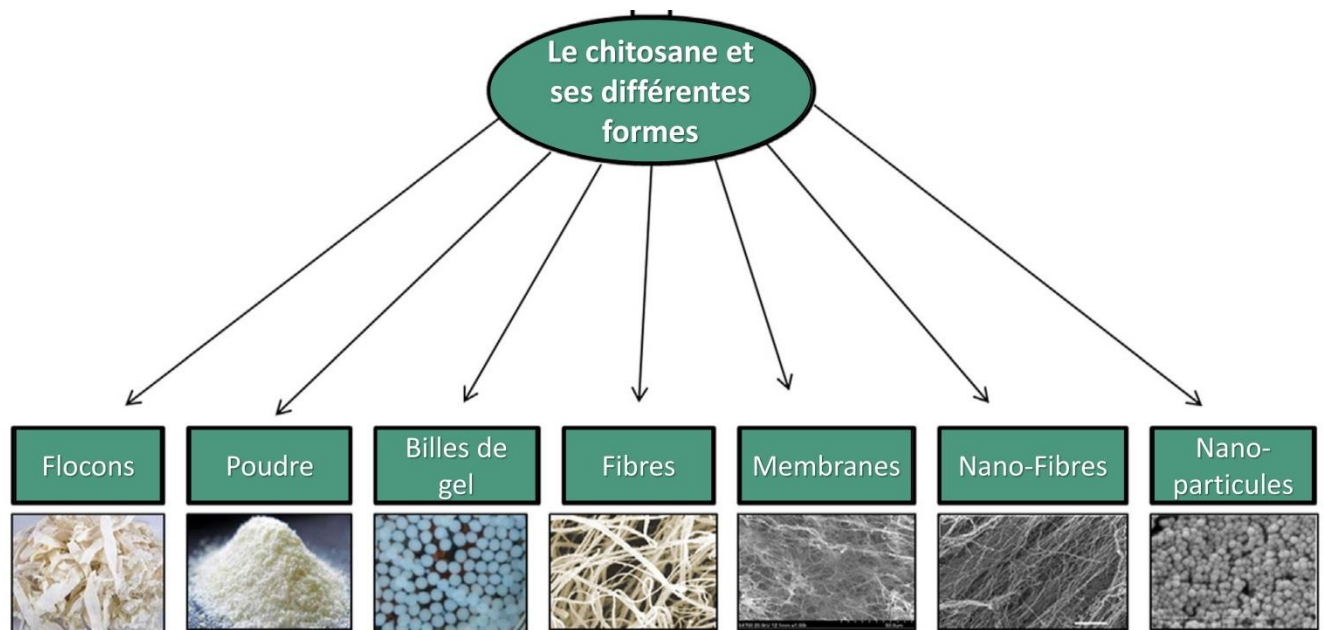 Le chitosane et
ses différentes
formes
Flocons
Poudre
Billes de
gel
Fibres
Membranes
Nano-Fibres
Nano-
particules